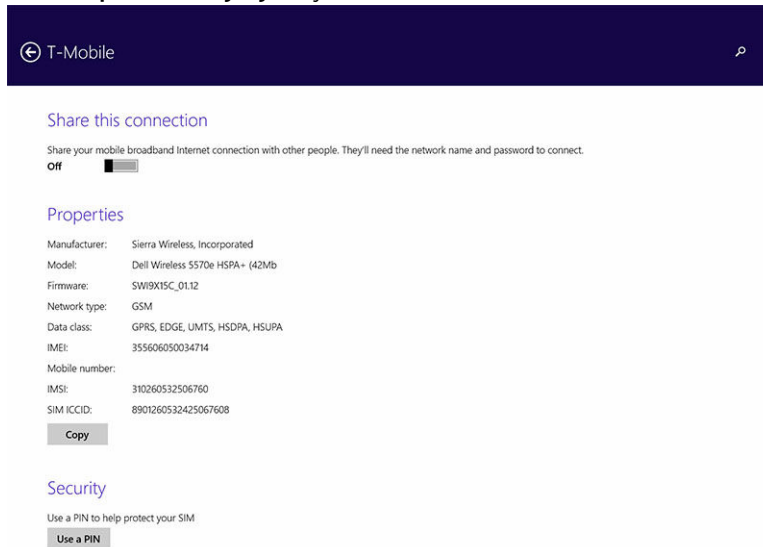 T-Mobile
Share this connection
Share your mobile broadband Internet connection with other people. They'll need the network name and password to connect.
Off
Properties
Manufacturer: Sierra Wireless, Incorporated
Model: Dell Wireless 5570e HSPA+ (42Mb
Firmware: SWI9X15C_01.12
Network type: GSM
Data class: GPRS, EDGE, UMTS, HSDPA, HSUPA
IMEI: 355606050034714
Mobile number:
IMSI: 310260532506760
SIM ICCID: 8901260532425067608
Copy
Security
Use a PIN to help protect your SIM
Use a PIN